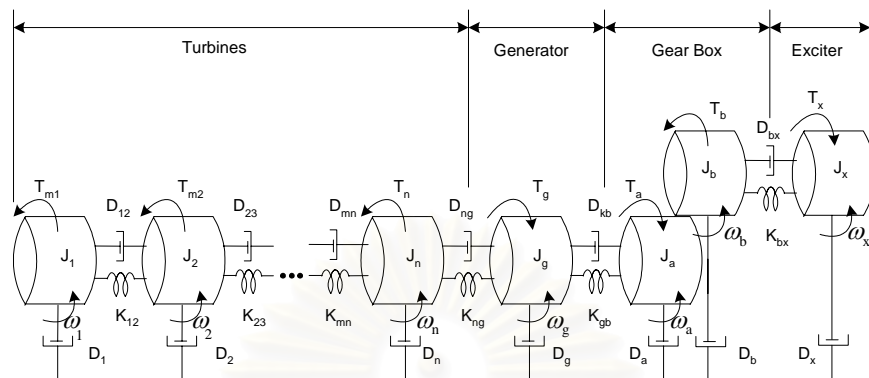 Turbines
Generator
Gear Box
Exciter
T_b
D_bx
T_x
J_b
J_x
T_m1
D_12
T_m2
D_23
D_mn
T_n
D_ng
T_g
D_kb
T_a
ω_b
K_bx
ω_x
J_1
J_2
J_n
J_g
J_a
ω_1
K_12
ω_2
K_23
K_mn
ω_n
K_ng
ω_g
K_gb
ω_a
D_1
D_2
D_n
D_g
D_a
D_b
D_x